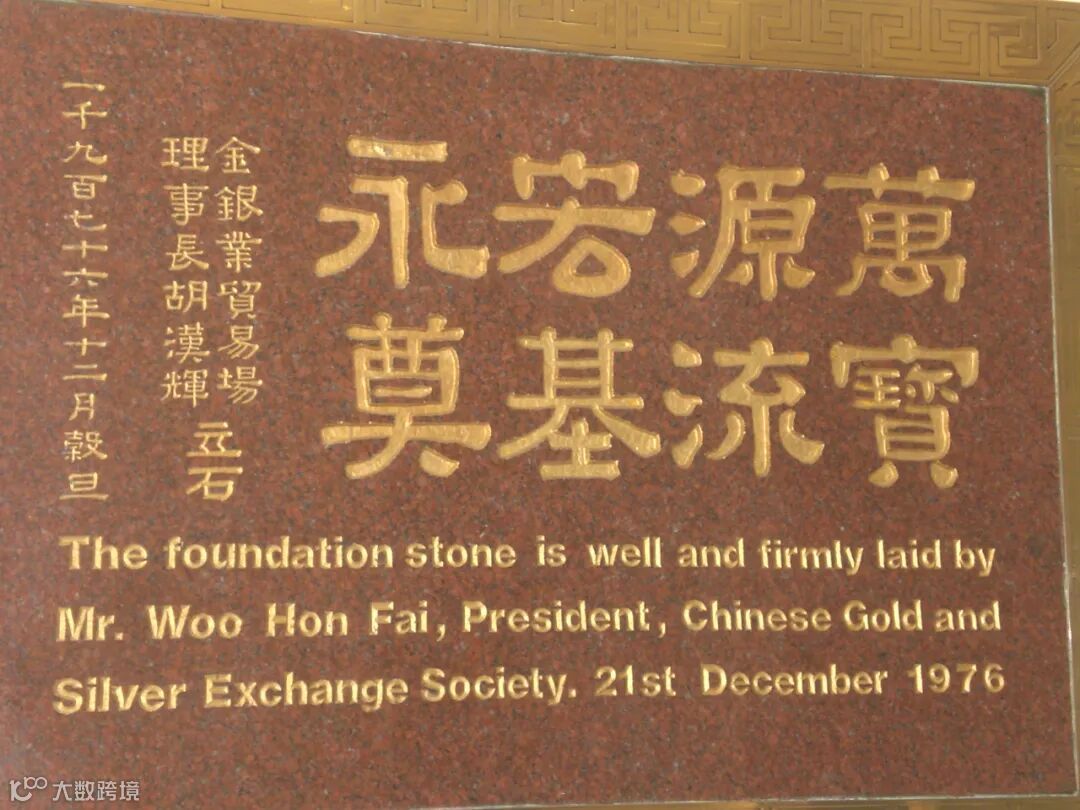 萬寶
源流
宏基
永奠
金銀業貿易場
理事長胡漢輝
立石
一千九百七十六年十二月穀旦
The foundation stone is well and firmly laid by
Mr. Woo Hon Fai, President, Chinese Gold and
Silver Exchange Society. 21st December 1976
大数跨境